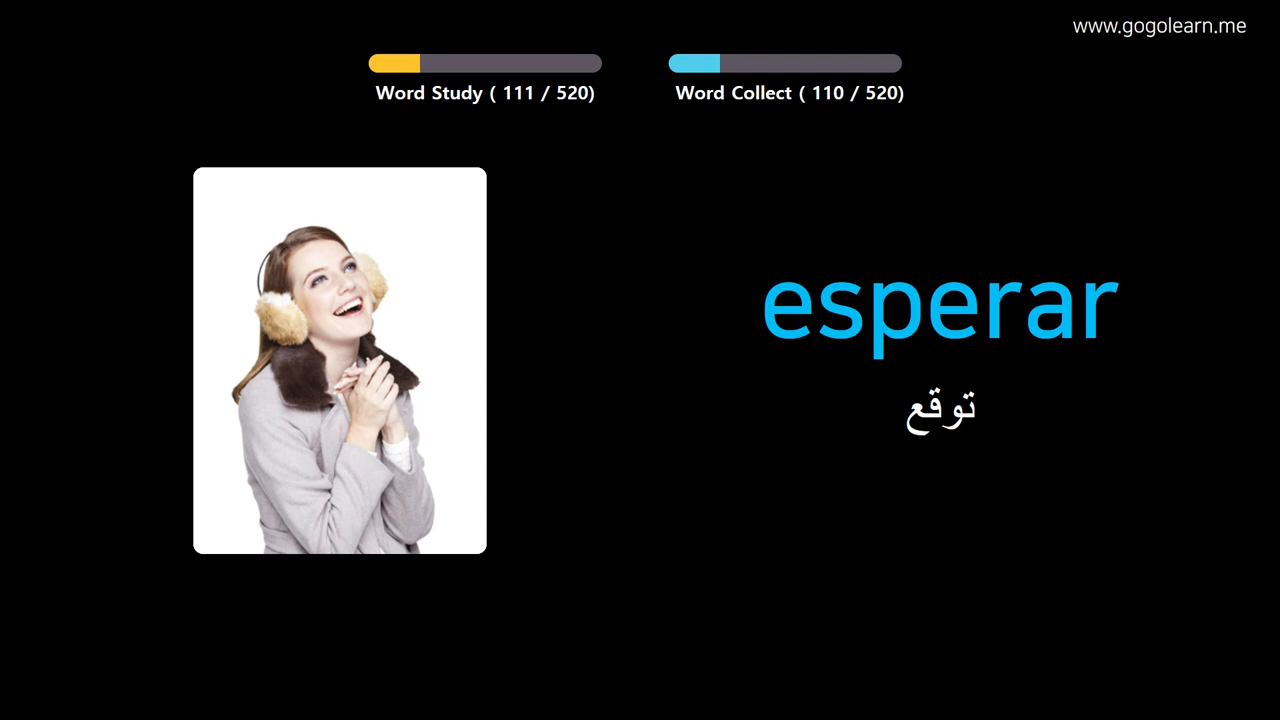 www.gogolearn.me
Word Study ( 111 / 520)
Word Collect ( 110 / 520)
esperar
توقع